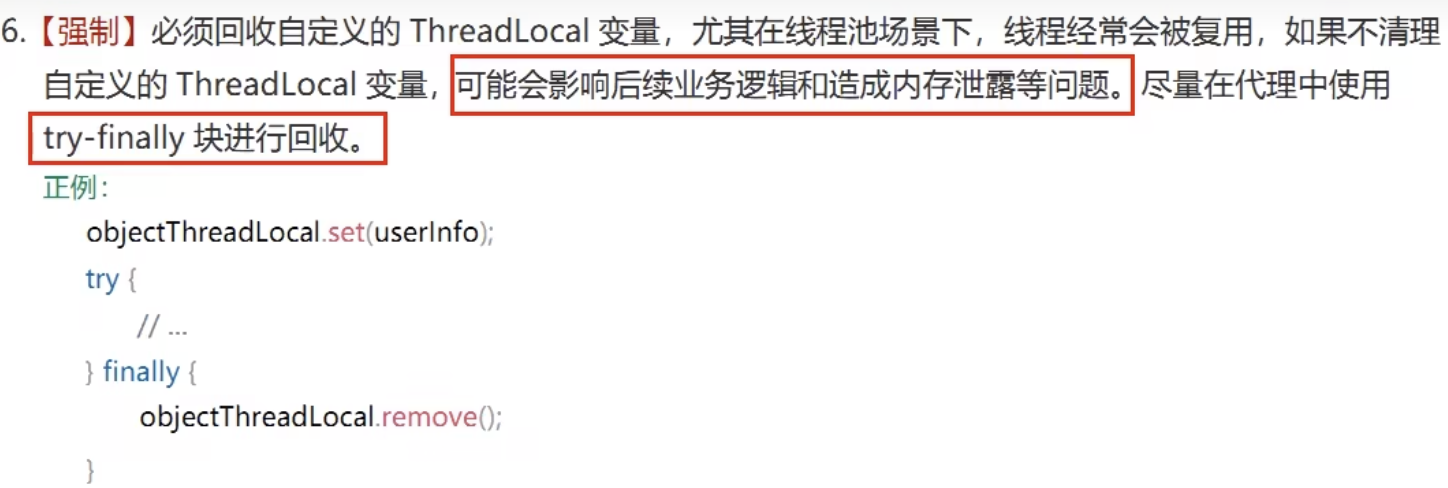 6.【强制】必须回收自定义的 ThreadLocal 变量，尤其在线程池场景下，线程经常会被复用，如果不清理
自定义的 ThreadLocal 变量，可能会影响后续业务逻辑和造成内存泄露等问题。尽量在代理中使用
try-finally 块进行回收。
正例：
objectThreadLocal.set(userInfo);
try {
// ...
} finally {
objectThreadLocal.remove();
}